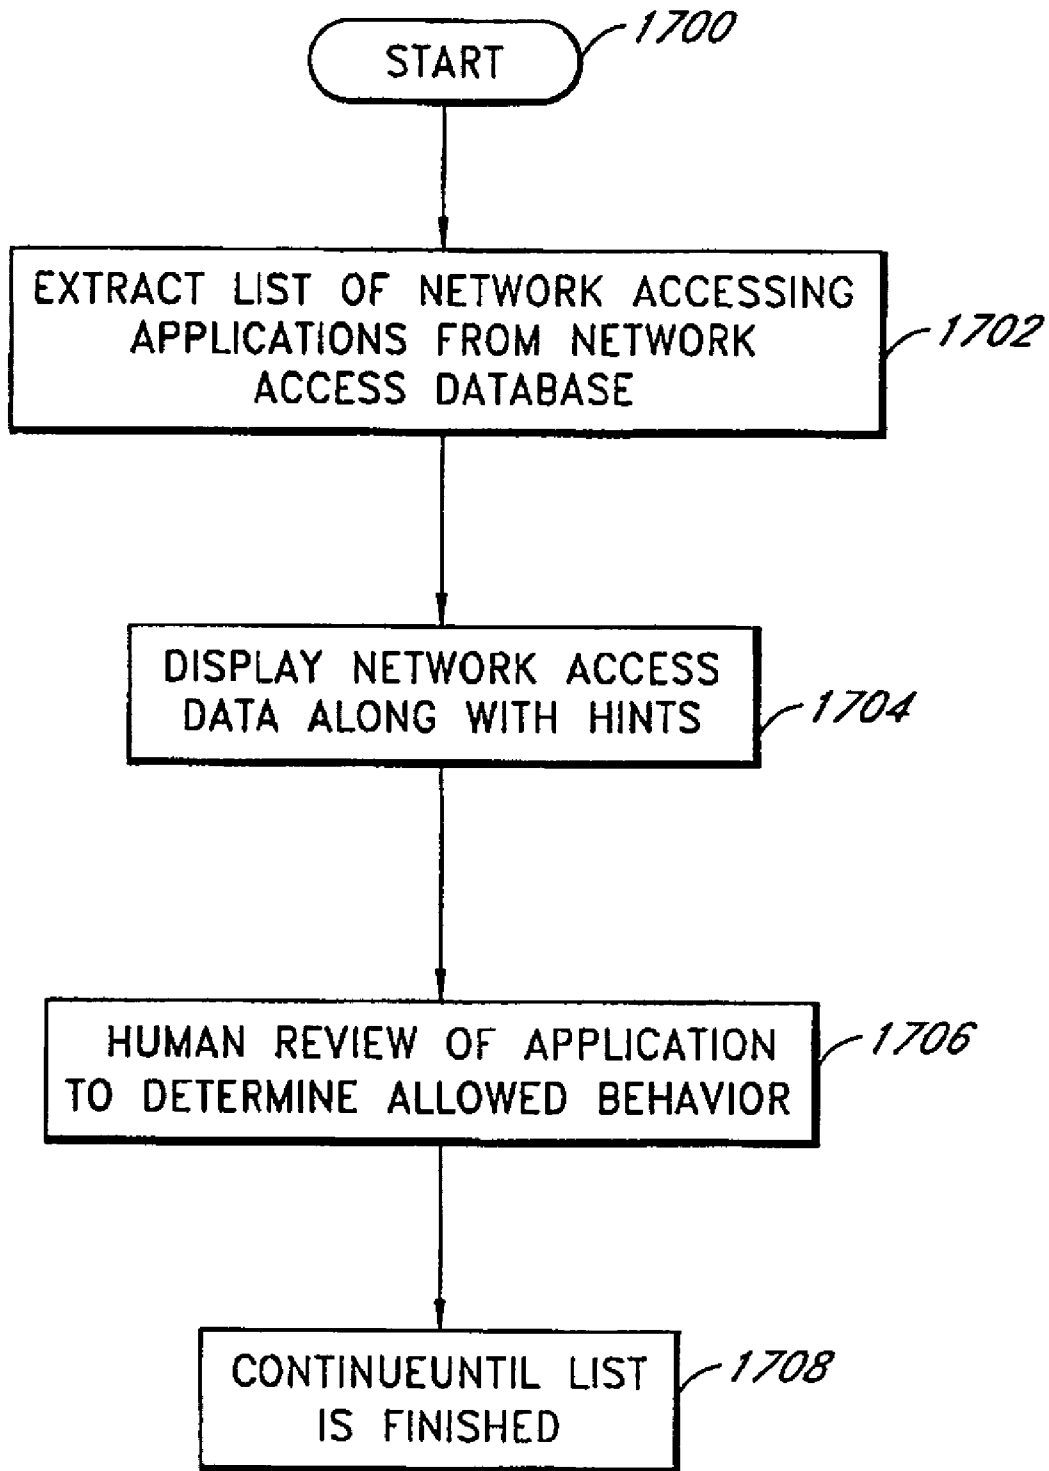 START
1700
EXTRACT LIST OF NETWORK ACCESSING
APPLICATIONS FROM NETWORK
ACCESS DATABASE
1702
DISPLAY NETWORK ACCESS
DATA ALONG WITH HINTS
1704
HUMAN REVIEW OF APPLICATION
TO DETERMINE ALLOWED BEHAVIOR
1706
CONTINUEUNTIL LIST
IS FINISHED
1708